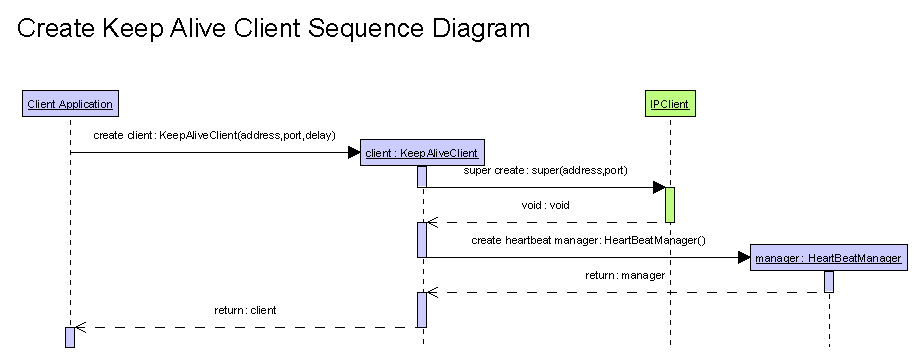 Create Keep Alive Client Sequence Diagram
Client Application
IPClient
create client : KeepAliveClient(address,port,delay)
client : KeepAliveClient
super create : super(address,port)
void : void
create heartbeat manager : HeartBeatManager()
manager : HeartBeatManager
return : manager
return : client